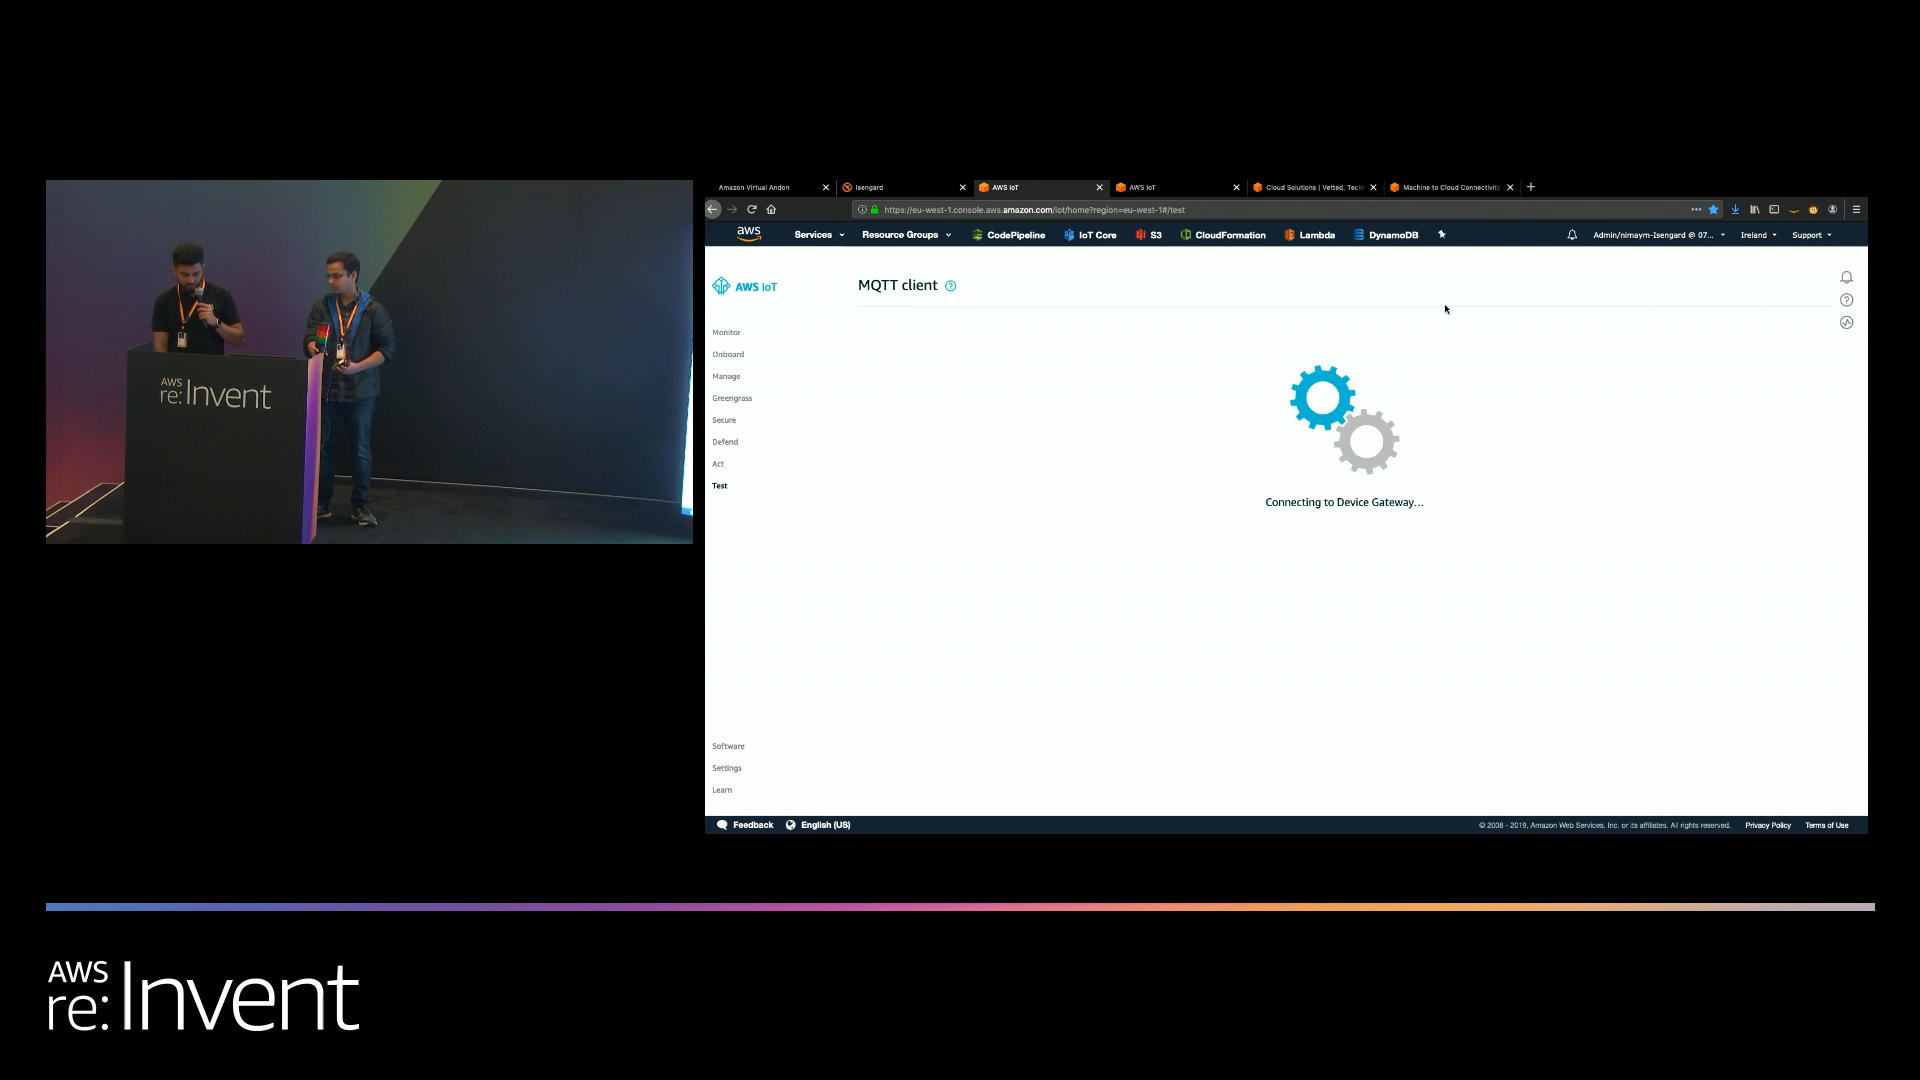 AWS
re:Invent
Amazon Virtual Andon
Isengard
AWS IoT
AWS IoT
Cloud Solutions | Vetted, Tech
Machine to Cloud Connectivity
https://eu-west-1.console.aws.amazon.com/iot/home?region=eu-west-1#/test
aws
Services
Resource Groups
CodePipeline
IoT Core
S3
CloudFormation
Lambda
DynamoDB
Admin/nimaym-Isengard @ 07...
Ireland
Support
AWS IoT
MQTT client
Monitor
Onboard
Manage
Greengrass
Secure
Defend
Act
Test
Connecting to Device Gateway...
Software
Settings
Learn
Feedback
English (US)
© 2008 - 2019, Amazon Web Services, Inc. or its affiliates. All rights reserved.
Privacy Policy
Terms of Use
AWS
re:Invent